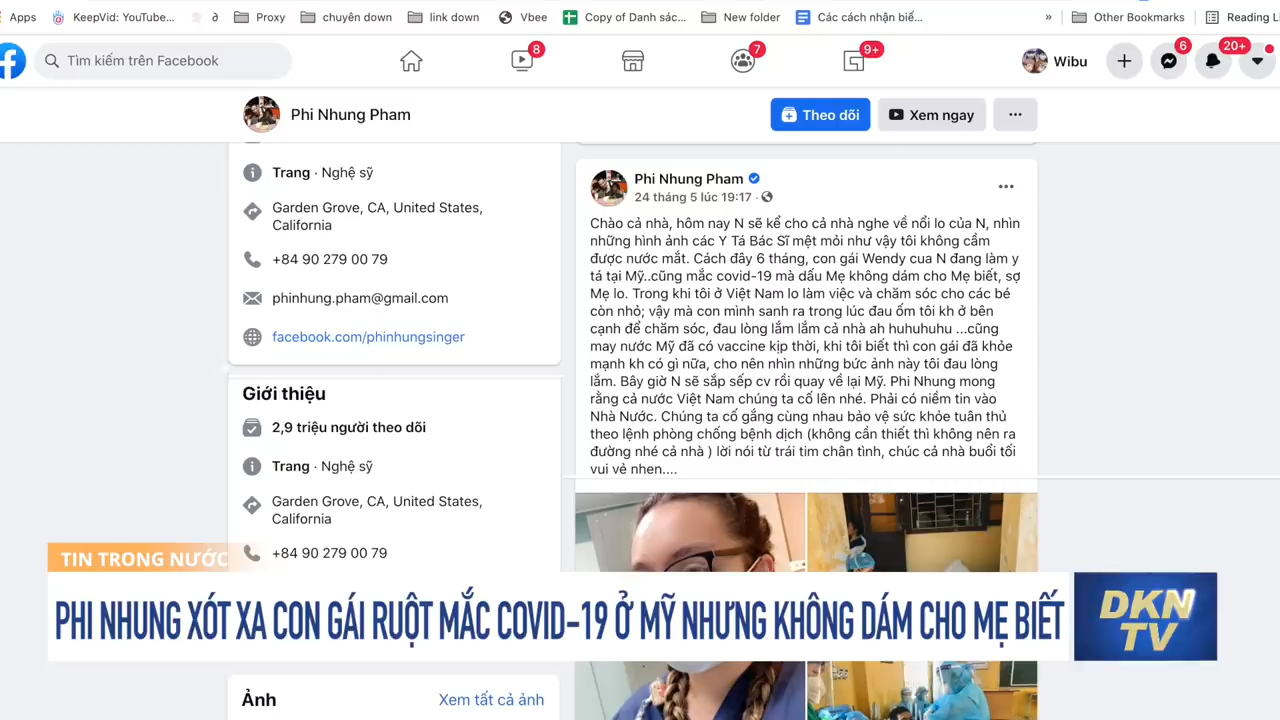 Apps
KeepVid: YouTube...
Proxy
chuyên down
link down
Vbee
Copy of Danh sác...
New folder
Các cách nhận biế...
»
Other Bookmarks
Reading Li
Tìm kiếm trên Facebook
8
7
9+
Wibu
6
20+
Phi Nhung Pham
Theo dõi
Xem ngay
Trang · Nghệ sỹ
Garden Grove, CA, United States,
California
+84 90 279 00 79
phinhung.pham@gmail.com
facebook.com/phinhungsinger
Giới thiệu
2,9 triệu người theo dõi
Trang · Nghệ sỹ
Garden Grove, CA, United States,
California
+84 90 279 00 79
Phi Nhung Pham
24 tháng 5 lúc 19:17 ·
Chào cả nhà, hôm nay N sẽ kể cho cả nhà nghe về nổi lo của N, nhìn
những hình ảnh các Y Tá Bác Sĩ mệt mỏi như vậy tôi không cầm
được nước mắt. Cách đây 6 tháng, con gái Wendy cua N đang làm y
tá tại Mỹ..cũng mắc covid-19 mà dấu Mẹ không dám cho Mẹ biết, sợ
Mẹ lo. Trong khi tôi ở Việt Nam lo làm việc và chăm sóc cho các bé
còn nhỏ; vậy mà con mình sanh ra trong lúc đau ốm tôi kh ở bên
cạnh để chăm sóc, đau lòng lắm lắm cả nhà ah huhuhuhu ...cũng
may nước Mỹ đã có vaccine kịp thời, khi tôi biết thì con gái đã khỏe
mạnh kh có gì nữa, cho nên nhìn những bức ảnh này tôi đau lòng
lắm. Bây giờ N sẽ sắp sếp cv rồi quay về lại Mỹ. Phi Nhung mong
rằng cả nước Việt Nam chúng ta cố lên nhé. Phải có niềm tin vào
Nhà Nước. Chúng ta cố gắng cùng nhau bảo vệ sức khỏe tuân thủ
theo lệnh phòng chống bệnh dịch (không cần thiết thì không nên ra
đường nhé cả nhà ) lời nói từ trái tim chân tình, chúc cả nhà buổi tối
vui vẻ nhen....
TIN TRONG NƯỚC
PHI NHUNG XÓT XA CON GÁI RUỘT MẮC COVID-19 Ở MỸ NHƯNG KHÔNG DÁM CHO MẸ BIẾT
DKN
TV
Ảnh
Xem tất cả ảnh